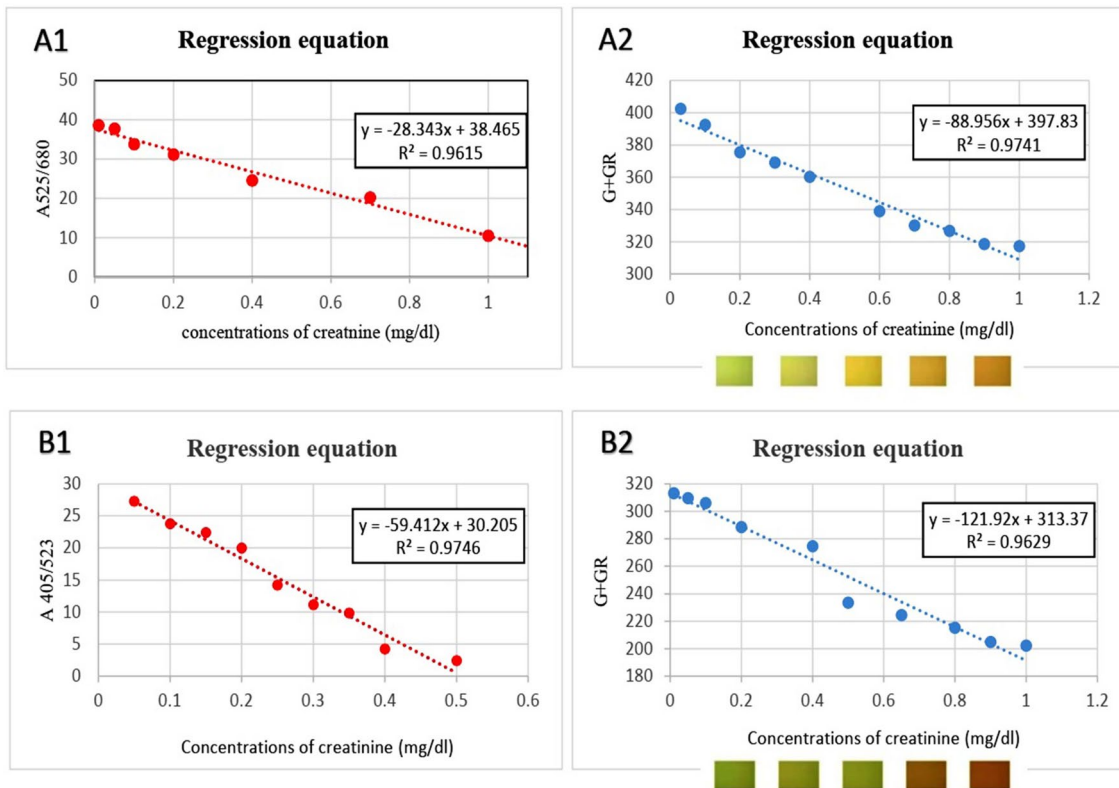 A1
Regression equation
50
40
30
20
10
0
A525/680
y = -28.343x + 38.465
R² = 0.9615
0 0.2 0.4 0.6 0.8 1
concentrations of creatnine (mg/dl)
A2
Regression equation
420
400
380
360
340
320
300
G+GR
y = -88.956x + 397.83
R² = 0.9741
0 0.2 0.4 0.6 0.8 1 1.2
Concentrations of creatinine (mg/dl)
B1
Regression equation
30
25
20
15
10
5
0
A 405/523
y = -59.412x + 30.205
R² = 0.9746
0 0.1 0.2 0.3 0.4 0.5 0.6
Concentrations of creatinine (mg/dl)
B2
Regression equation
320
300
280
260
240
220
200
180
G+GR
y = -121.92x + 313.37
R² = 0.9629
0 0.2 0.4 0.6 0.8 1 1.2
Concentrations of creatinine (mg/dl)